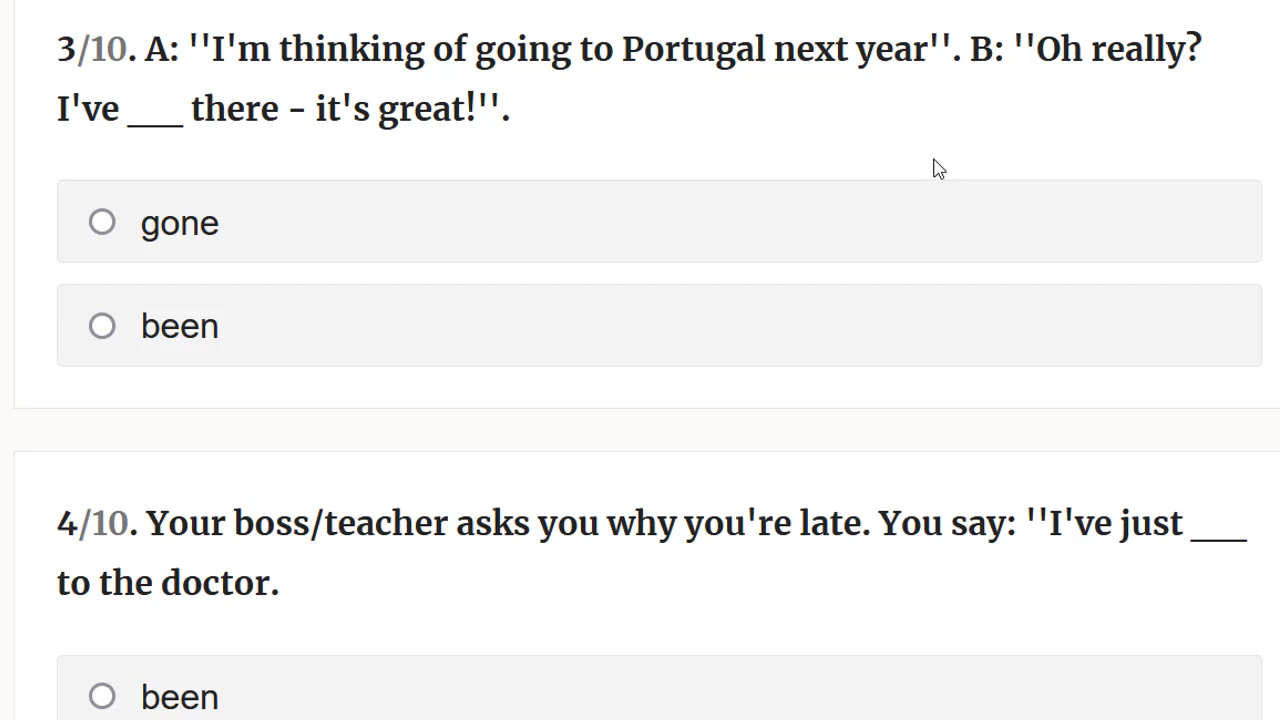 3/10. A: ''I'm thinking of going to Portugal next year''. B: ''Oh really?
I've ___ there - it's great!''.
gone
been
4/10. Your boss/teacher asks you why you're late. You say: ''I've just ___
to the doctor.
been